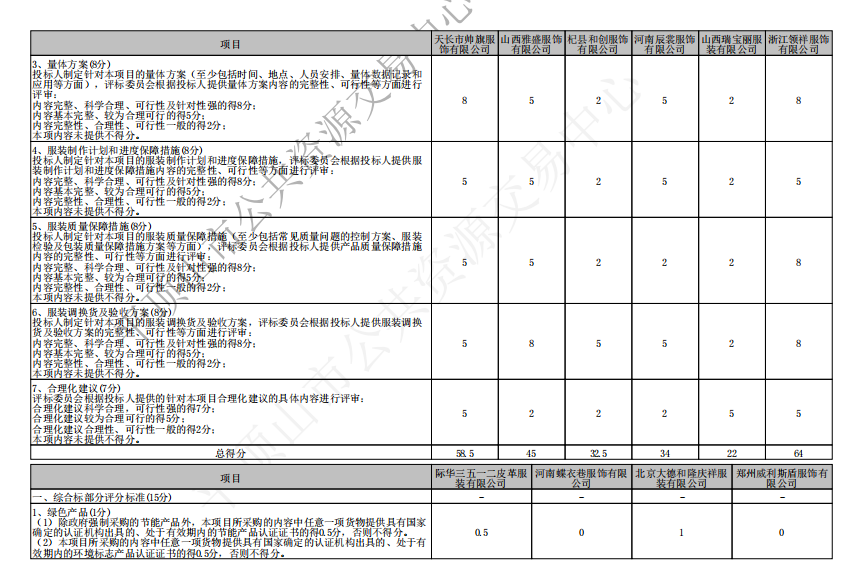 项目
天长市帅旗服饰有限公司
山西雅盛服饰有限公司
杞县和创服饰有限公司
河南辰裳服饰有限公司
山西瑞宝丽服装有限公司
浙江领祥服饰有限公司
3、量体方案(8分)
投标人制定针对本项目的量体方案（至少包括时间、地点、人员安排、量体数据记录和
应用等方面），评标委员会根据投标人提供量体方案内容的完整性、可行性等方面进行
评审：
内容完整、科学合理、可行性及针对性强的得8分；
内容基本完整、较为合理可行的得5分；
内容完整性、合理性、可行性一般的得2分；
本项内容未提供不得分。
8 5 2 5 2 8
4、服装制作计划和进度保障措施(8分)
投标人制定针对本项目的服装制作计划和进度保障措施，评标委员会根据投标人提供服
装制作计划和进度保障措施内容的完整性、可行性等方面进行评审：
内容完整、科学合理、可行性及针对性强的得8分；
内容基本完整、较为合理可行的得5分；
内容完整性、合理性、可行性一般的得2分；
本项内容未提供不得分。
5 5 2 5 2 5
5、服装质量保障措施(8分)
投标人制定针对本项目的服装质量保障措施（至少包括常见质量问题的控制方案、服装
检验及包装质量保障措施方案等方面），评标委员会根据投标人提供产品质量保障措施
内容的完整性、可行性等方面进行评审：
内容完整、科学合理、可行性及针对性强的得8分；
内容基本完整、较为合理可行的得5分；
内容完整性、合理性、可行性一般的得2分；
本项内容未提供不得分。
5 5 2 2 2 8
6、服装调换货及验收方案(8分)
投标人制定针对本项目的服装调换货及验收方案，评标委员会根据投标人提供服装调换
货及验收方案的完整性、可行性等方面进行评审：
内容完整、科学合理、可行性及针对性强的得8分；
内容基本完整、较为合理可行的得5分；
内容完整性、合理性、可行性一般的得2分；
本项内容未提供不得分。
5 8 5 5 2 8
7、合理化建议(7分)
评标委员会根据投标人提供的针对本项目合理化建议的具体内容进行评审：
合理化建议科学合理，可行性强的得7分；
合理化建议较为合理可行的得5分；
合理化建议合理性、可行性一般的得2分；
本项内容未提供不得分。
5 2 2 2 5 5
总得分 58.5 45 32.5 34 22 64
项目
际华三五一二皮革服装有限公司
河南蝶衣巷服饰有限公司
北京大德和隆庆祥服装有限公司
郑州威利斯盾服饰有限公司
一、综合标部分评分标准(15分) - - - -
1、绿色产品(1分)
（1）除政府强制采购的节能产品外，本项目所采购的内容中任意一项货物提供具有国家
确定的认证机构出具的、处于有效期内的节能产品认证证书的得0.5分，否则不得分。
（2）本项目所采购的内容中任意一项货物提供具有国家确定的认证机构出具的、处于有
效期内的环境标志产品认证证书的得0.5分，否则不得分。
0.5 0 1 0
平顶山市公共资源交易中心
平顶山市公共资源交易中心